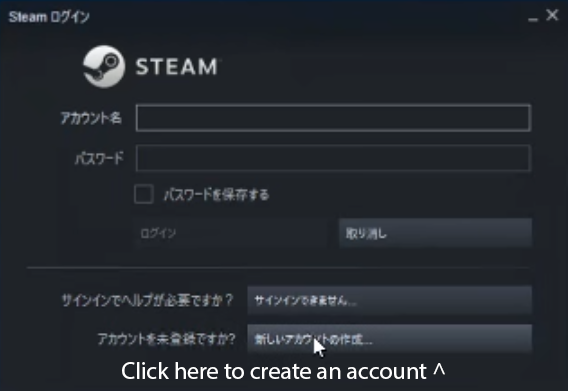 Steam ログイン
STEAM
アカウント名
パスワード
パスワードを保存する
ログイン 取り消し
サインインでヘルプが必要ですか? サインインできません...
アカウントを未登録ですか? 新しいアカウントの作成...
Click here to create an account ^